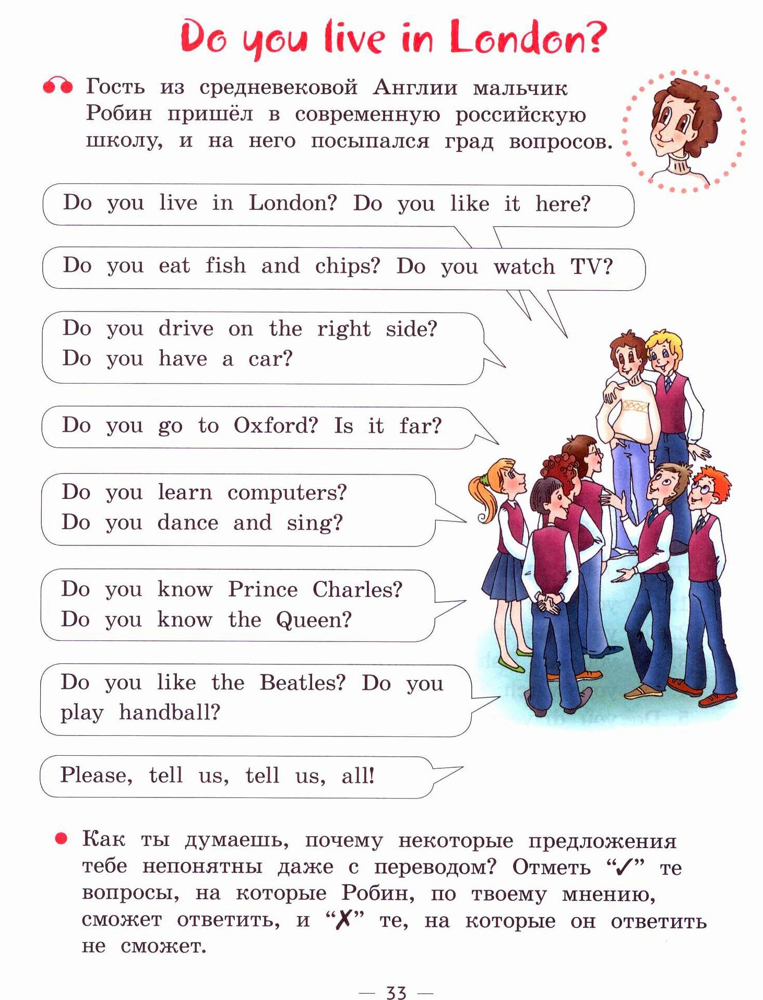 Do you live in London?
Гость из средневековой Англии мальчик
Робин пришёл в современную российскую
школу, и на него посыпался град вопросов.
Do you live in London? Do you like it here?
Do you eat fish and chips? Do you watch TV?
Do you drive on the right side?
Do you have a car?
Do you go to Oxford? Is it far?
Do you learn computers?
Do you dance and sing?
Do you know Prince Charles?
Do you know the Queen?
Do you like the Beatles? Do you
play handball?
Please, tell us, tell us, all!
• Как ты думаешь, почему некоторые предложения
тебе непонятны даже с переводом? Отметь “✓” те
вопросы, на которые Робин, по твоему мнению,
сможет ответить, и “✗” те, на которые он ответить
не сможет.
— 33 —